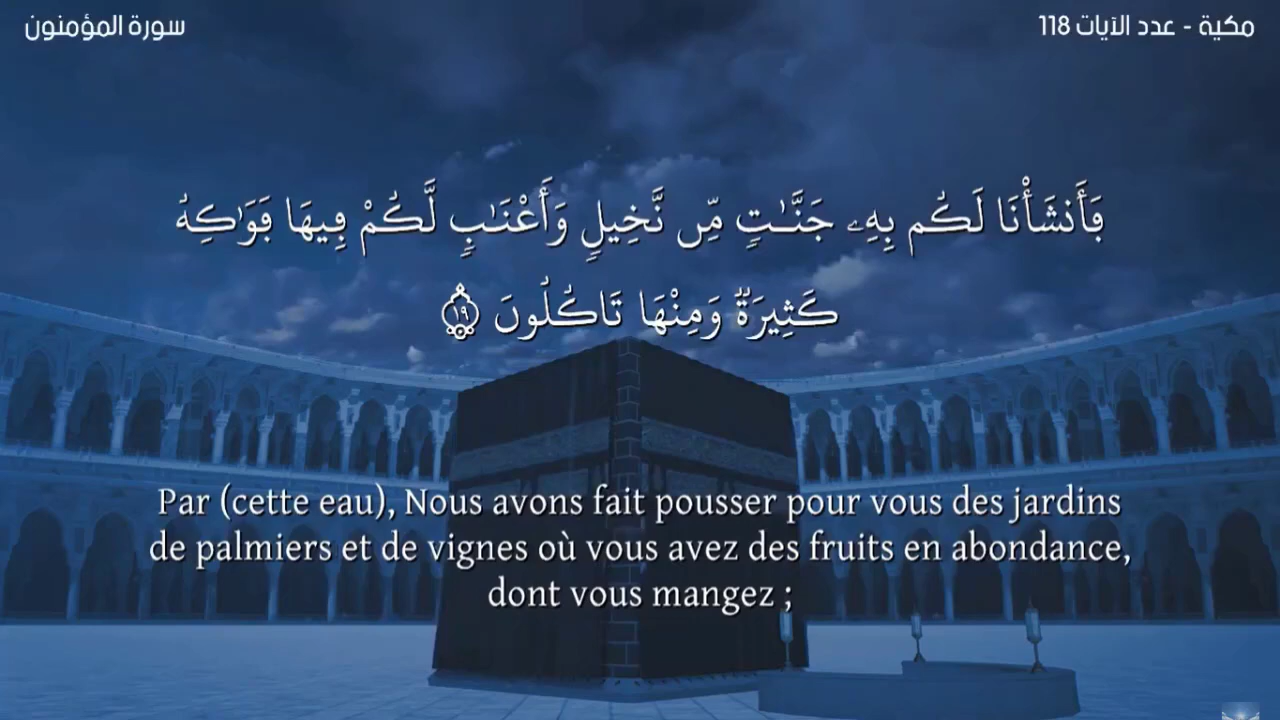 مكية - عدد الآيات 118
سورة المؤمنون
فَأَنشَأْنَا لَكُم بِهِۦ جَنَّـٰتٍۢ مِّن نَّخِيلٍۢ وَأَعْنَـٰبٍۢ لَّكُمْ فِيهَا فَوَٰكِهُ
كَثِيرَةٌۭ وَمِنْهَا تَاكُلُونَ ١٩
Par (cette eau), Nous avons fait pousser pour vous des jardins
de palmiers et de vignes où vous avez des fruits en abondance,
dont vous mangez ;